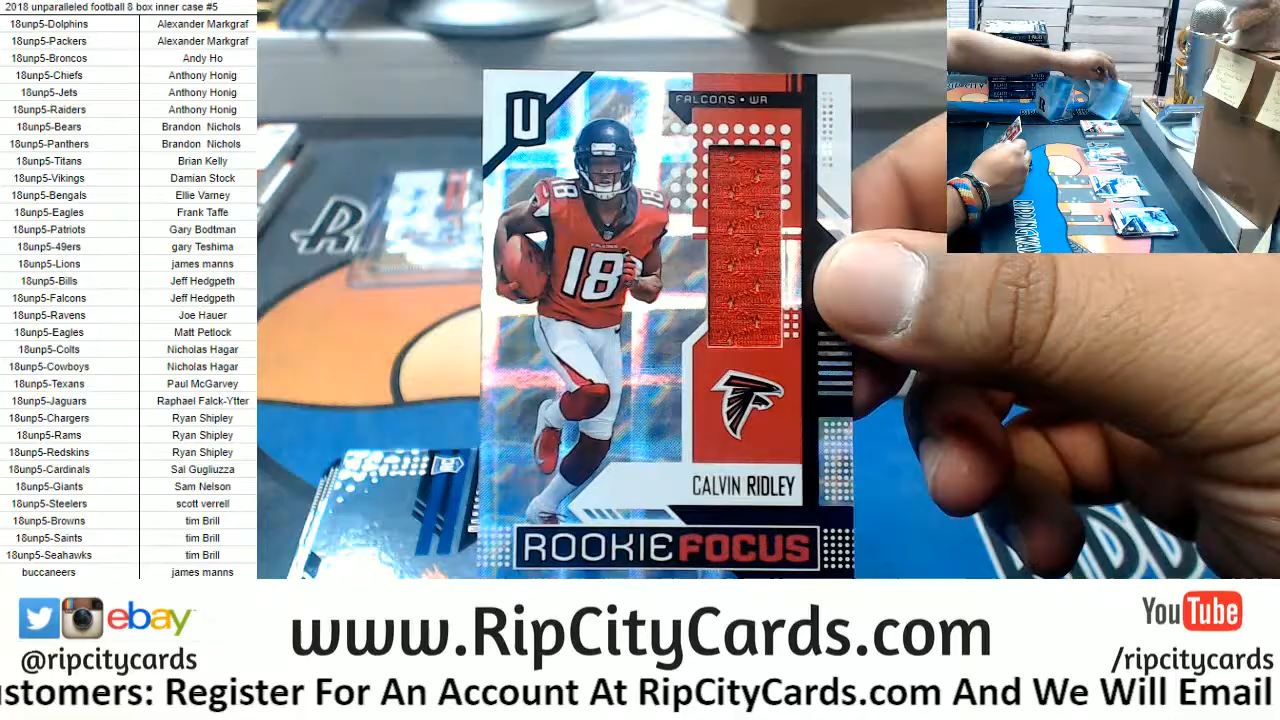 2018 unparalleled football 8 box inner case #5
18unp5-Dolphins Alexander Markgraf
18unp5-Packers Alexander Markgraf
18unp5-Broncos Andy Ho
18unp5-Chiefs Anthony Honig
18unp5-Jets Anthony Honig
18unp5-Raiders Anthony Honig
18unp5-Bears Brandon Nichols
18unp5-Panthers Brandon Nichols
18unp5-Titans Brian Kelly
18unp5-Vikings Damian Stock
18unp5-Bengals Ellie Varney
18unp5-Eagles Frank Taffe
18unp5-Patriots Gary Bodtman
18unp5-49ers gary Teshima
18unp5-Lions james manns
18unp5-Bills Jeff Hedgpeth
18unp5-Falcons Jeff Hedgpeth
18unp5-Ravens Joe Hauer
18unp5-Eagles Matt Petlock
18unp5-Colts Nicholas Hagar
18unp5-Cowboys Nicholas Hagar
18unp5-Texans Paul McGarvey
18unp5-Jaguars Raphael Falck-Ytter
18unp5-Chargers Ryan Shipley
18unp5-Rams Ryan Shipley
18unp5-Redskins Ryan Shipley
18unp5-Cardinals Sal Gugliuzza
18unp5-Giants Sam Nelson
18unp5-Steelers scott verrell
18unp5-Browns tim Brill
18unp5-Saints tim Brill
18unp5-Seahawks tim Brill
buccaneers james manns
U
FALCONS • WR
18
18
18
CALVIN RIDLEY
ROOKIE FOCUS
ebay
@ripcitycards
www.RipCityCards.com
YouTube
/ripcitycards
ustomers: Register For An Account At RipCityCards.com And We Will Email